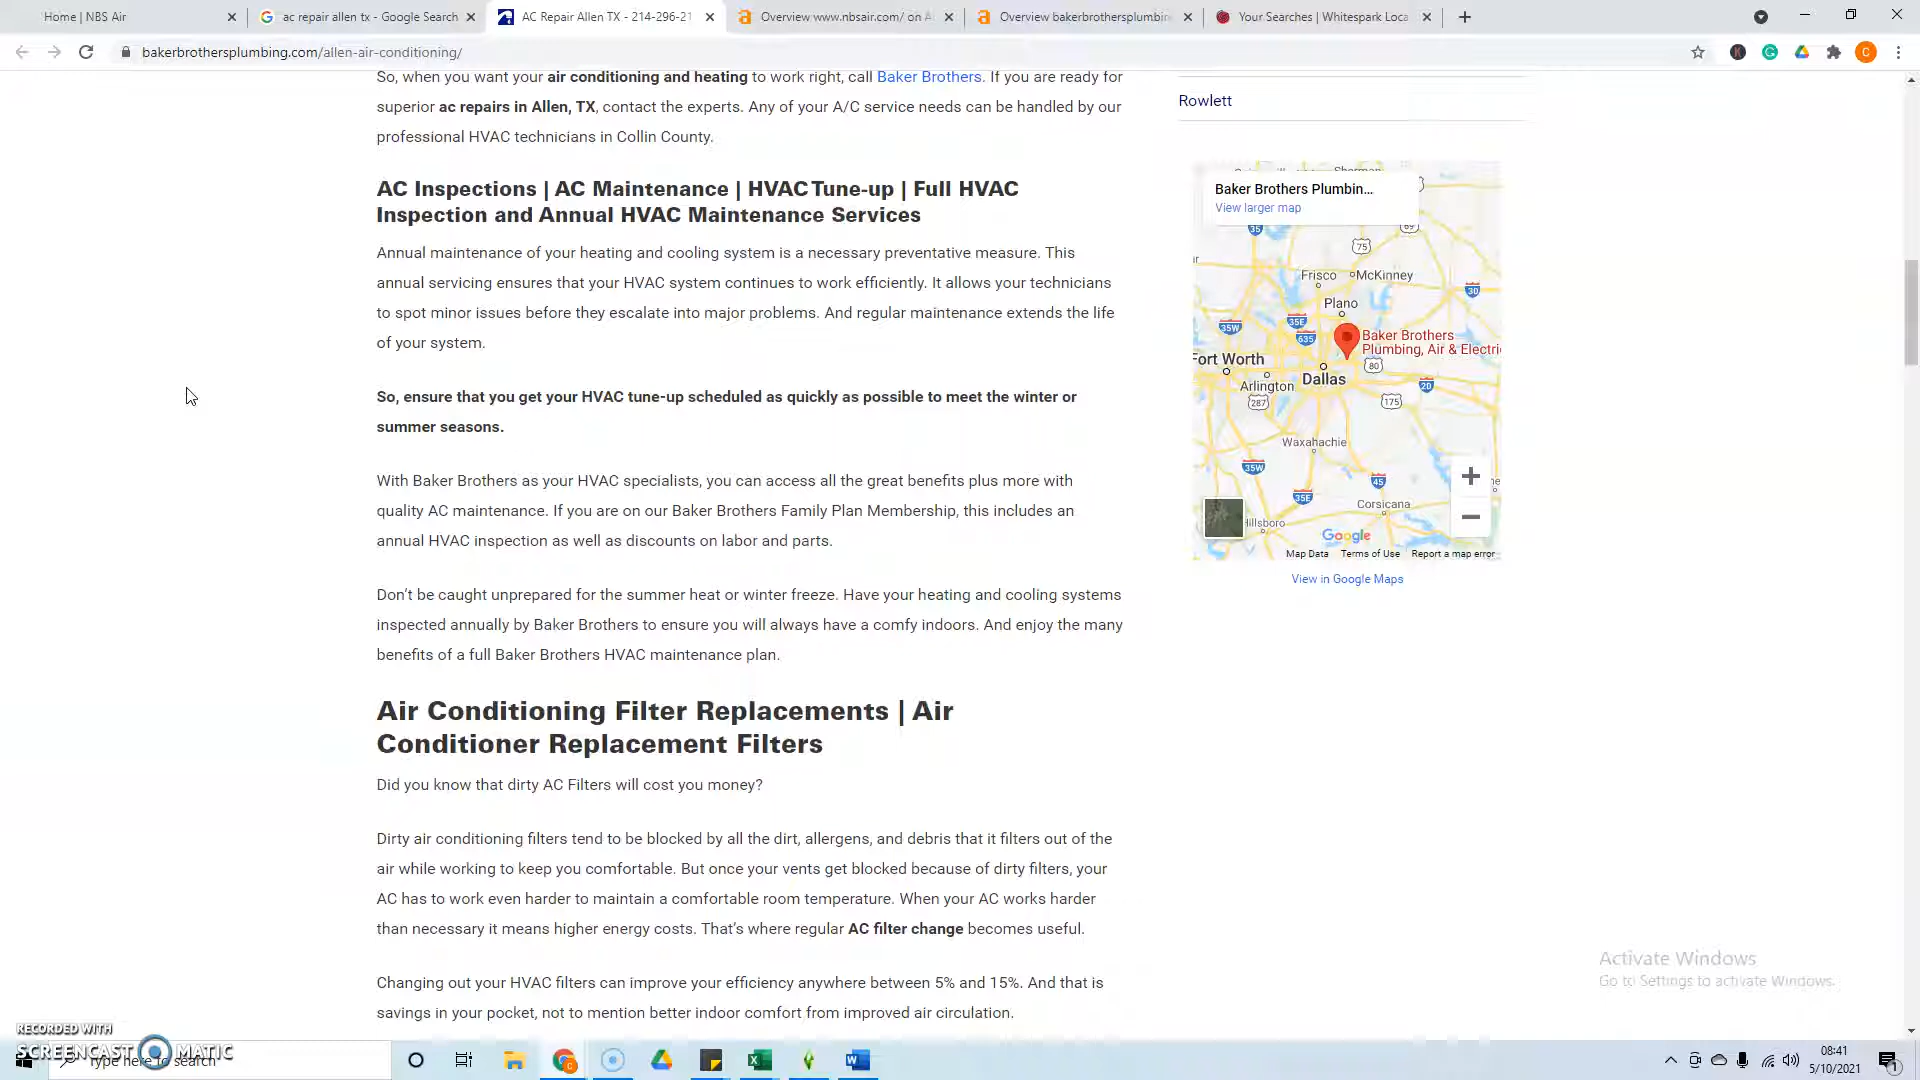 Home | NBS Air
ac repair allen tx - Google Search
AC Repair Allen TX - 214-296-21
Overview www.nbsair.com/ on A
Overview bakerbrothersplumbin
Your Searches | Whitespark Loca
bakerbrothersplumbing.com/allen-air-conditioning/
So, when you want your air conditioning and heating to work right, call Baker Brothers. If you are ready for
superior ac repairs in Allen, TX, contact the experts. Any of your A/C service needs can be handled by our
professional HVAC technicians in Collin County.
AC Inspections | AC Maintenance | HVAC Tune-up | Full HVAC
Inspection and Annual HVAC Maintenance Services
Annual maintenance of your heating and cooling system is a necessary preventative measure. This
annual servicing ensures that your HVAC system continues to work efficiently. It allows your technicians
to spot minor issues before they escalate into major problems. And regular maintenance extends the life
of your system.
So, ensure that you get your HVAC tune-up scheduled as quickly as possible to meet the winter or
summer seasons.
With Baker Brothers as your HVAC specialists, you can access all the great benefits plus more with
quality AC maintenance. If you are on our Baker Brothers Family Plan Membership, this includes an
annual HVAC inspection as well as discounts on labor and parts.
Don't be caught unprepared for the summer heat or winter freeze. Have your heating and cooling systems
inspected annually by Baker Brothers to ensure you will always have a comfy indoors. And enjoy the many
benefits of a full Baker Brothers HVAC maintenance plan.
Air Conditioning Filter Replacements | Air
Conditioner Replacement Filters
Did you know that dirty AC Filters will cost you money?
Dirty air conditioning filters tend to be blocked by all the dirt, allergens, and debris that it filters out of the
air while working to keep you comfortable. But once your vents get blocked because of dirty filters, your
AC has to work even harder to maintain a comfortable room temperature. When your AC works harder
than necessary it means higher energy costs. That's where regular AC filter change becomes useful.
Changing out your HVAC filters can improve your efficiency anywhere between 5% and 15%. And that is
savings in your pocket, not to mention better indoor comfort from improved air circulation.
Rowlett
Baker Brothers Plumbin...
View larger map
35
69
75
Frisco
McKinney
30
Plano
35W
35E
635
Baker Brothers
Plumbing, Air & Electri
Fort Worth
80
Arlington
Dallas
20
287
175
Waxahachie
35W
45
35E
Corsicana
Hillsboro
Google
Map Data
Terms of Use
Report a map error
View in Google Maps
Activate Windows
Go to Settings to activate Windows.
RECORDED WITH
SCREENCAST MATIC
Type here to search
08:41
5/10/2021